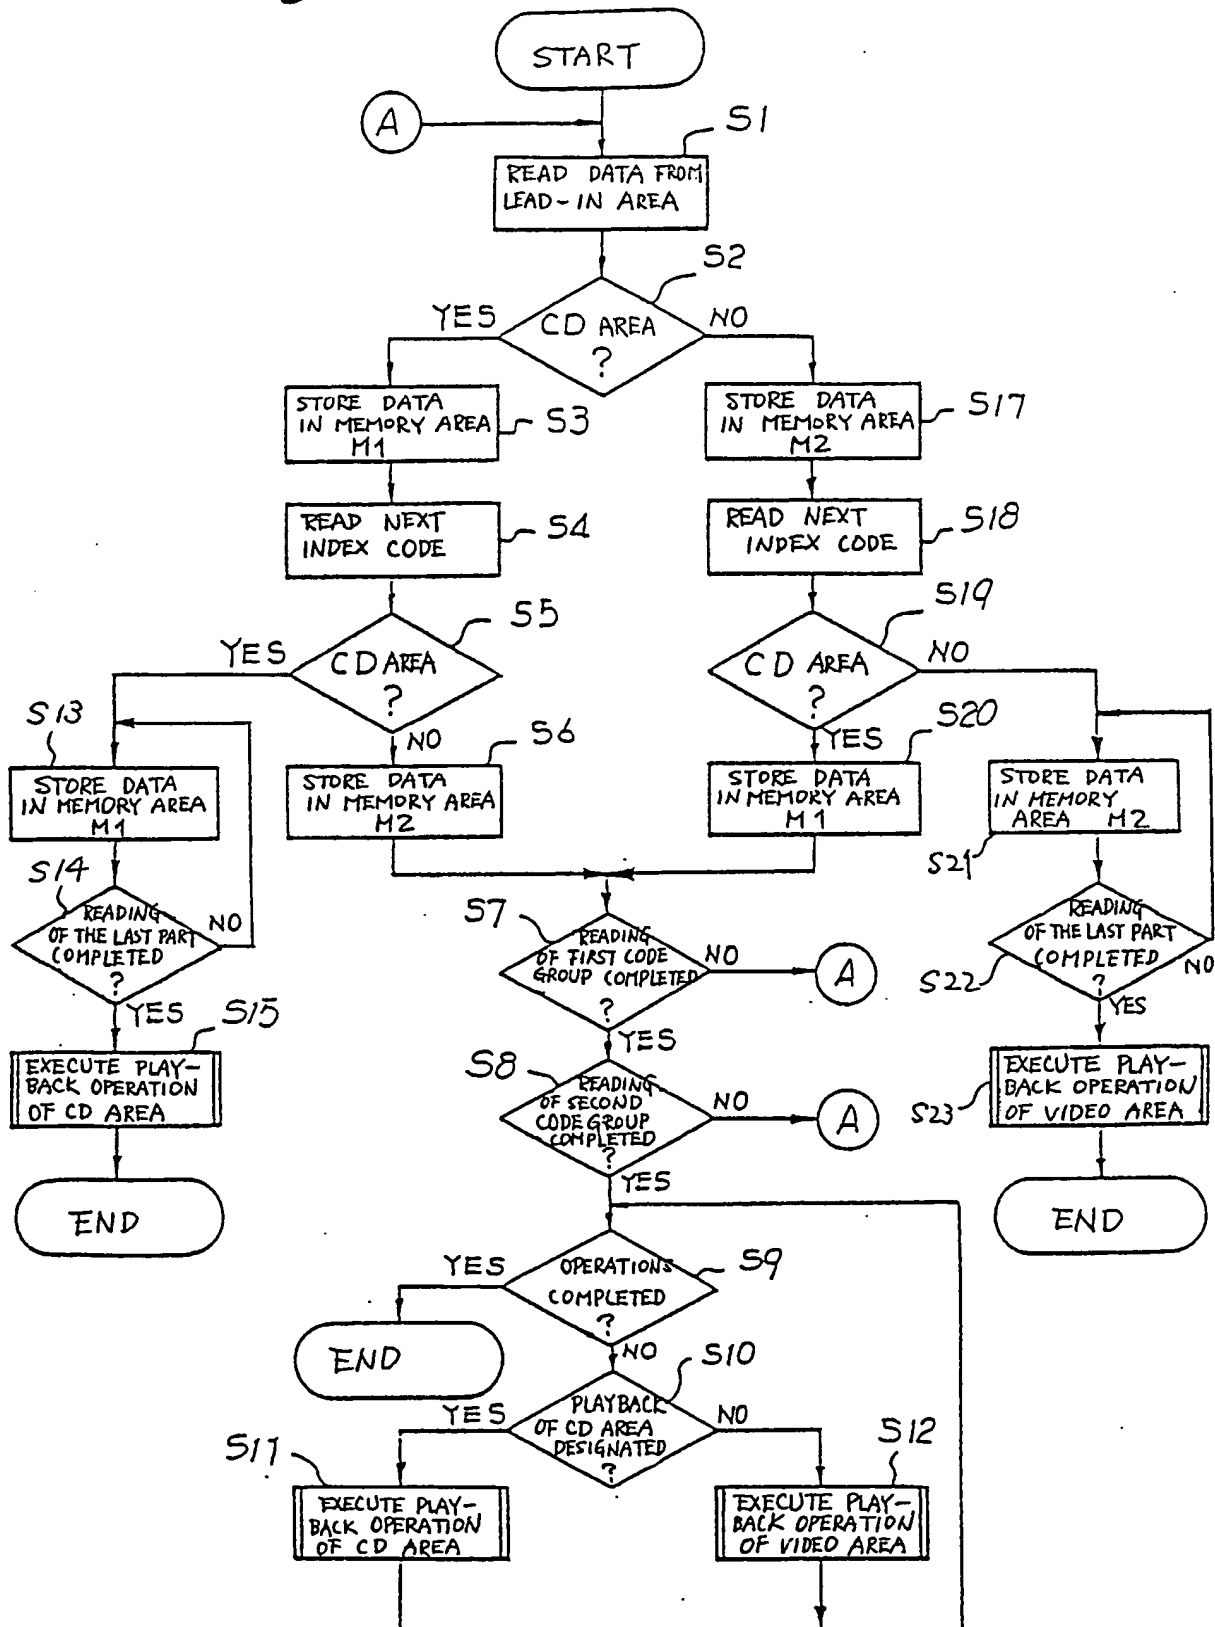 START
A
S1
READ DATA FROM
LEAD-IN AREA
S2
YES
CD AREA
?
NO
STORE DATA
IN MEMORY AREA
M1
S3
STORE DATA
IN MEMORY AREA
M2
S17
READ NEXT
INDEX CODE
S4
READ NEXT
INDEX CODE
S18
S5
YES
CD AREA
?
NO
S19
CD AREA
?
NO
YES
S13
STORE DATA
IN MEMORY AREA
M1
S6
STORE DATA
IN MEMORY AREA
M2
S20
STORE DATA
IN MEMORY AREA
M1
STORE DATA
IN MEMORY
AREA M2
S21
S14
READING
OF THE LAST PART
COMPLETED
?
NO
YES
S7
READING
OF FIRST CODE
GROUP COMPLETED
?
NO
A
YES
READING
OF THE LAST PART
COMPLETED
?
S22
NO
YES
S15
EXECUTE PLAY-
BACK OPERATION
OF CD AREA
S8
READING
OF SECOND
CODE GROUP
COMPLETED
?
NO
A
YES
EXECUTE PLAY-
BACK OPERATION
OF VIDEO AREA
S23
END
END
YES
OPERATIONS
COMPLETED
?
S9
NO
END
S10
YES
PLAYBACK
OF CD AREA
DESIGNATED
?
NO
S11
EXECUTE PLAY-
BACK OPERATION
OF CD AREA
S12
EXECUTE PLAY-
BACK OPERATION
OF VIDEO AREA